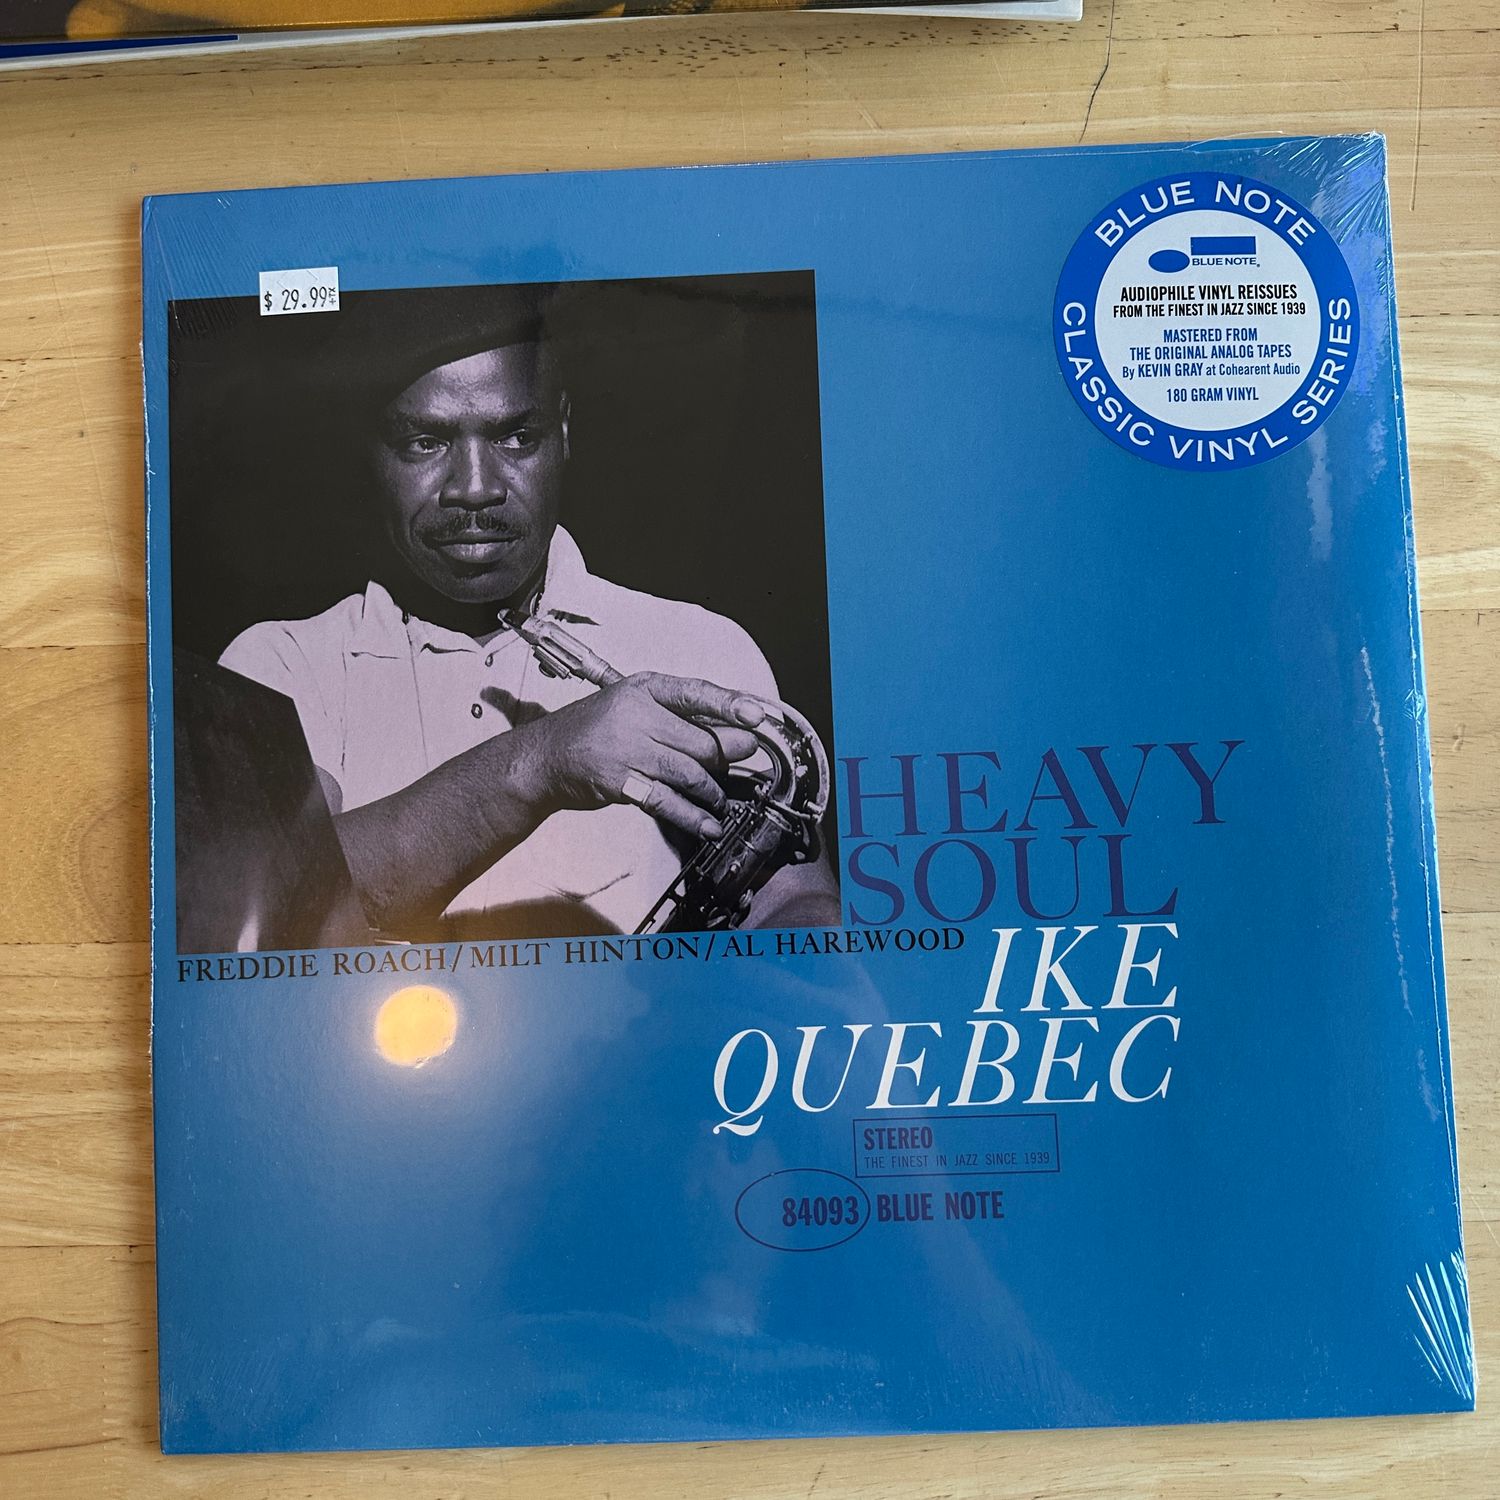 $ 29.99+TX
BLUE NOTE
BLUE NOTE®
AUDIOPHILE VINYL REISSUES
FROM THE FINEST IN JAZZ SINCE 1939
MASTERED FROM
THE ORIGINAL ANALOG TAPES
By KEVIN GRAY at Cohearent Audio
180 GRAM VINYL
CLASSIC VINYL SERIES
HEAVY
SOUL
FREDDIE ROACH/MILT HINTON/AL HAREWOOD
IKE
QUEBEC
STEREO
THE FINEST IN JAZZ SINCE 1939
84093 BLUE NOTE